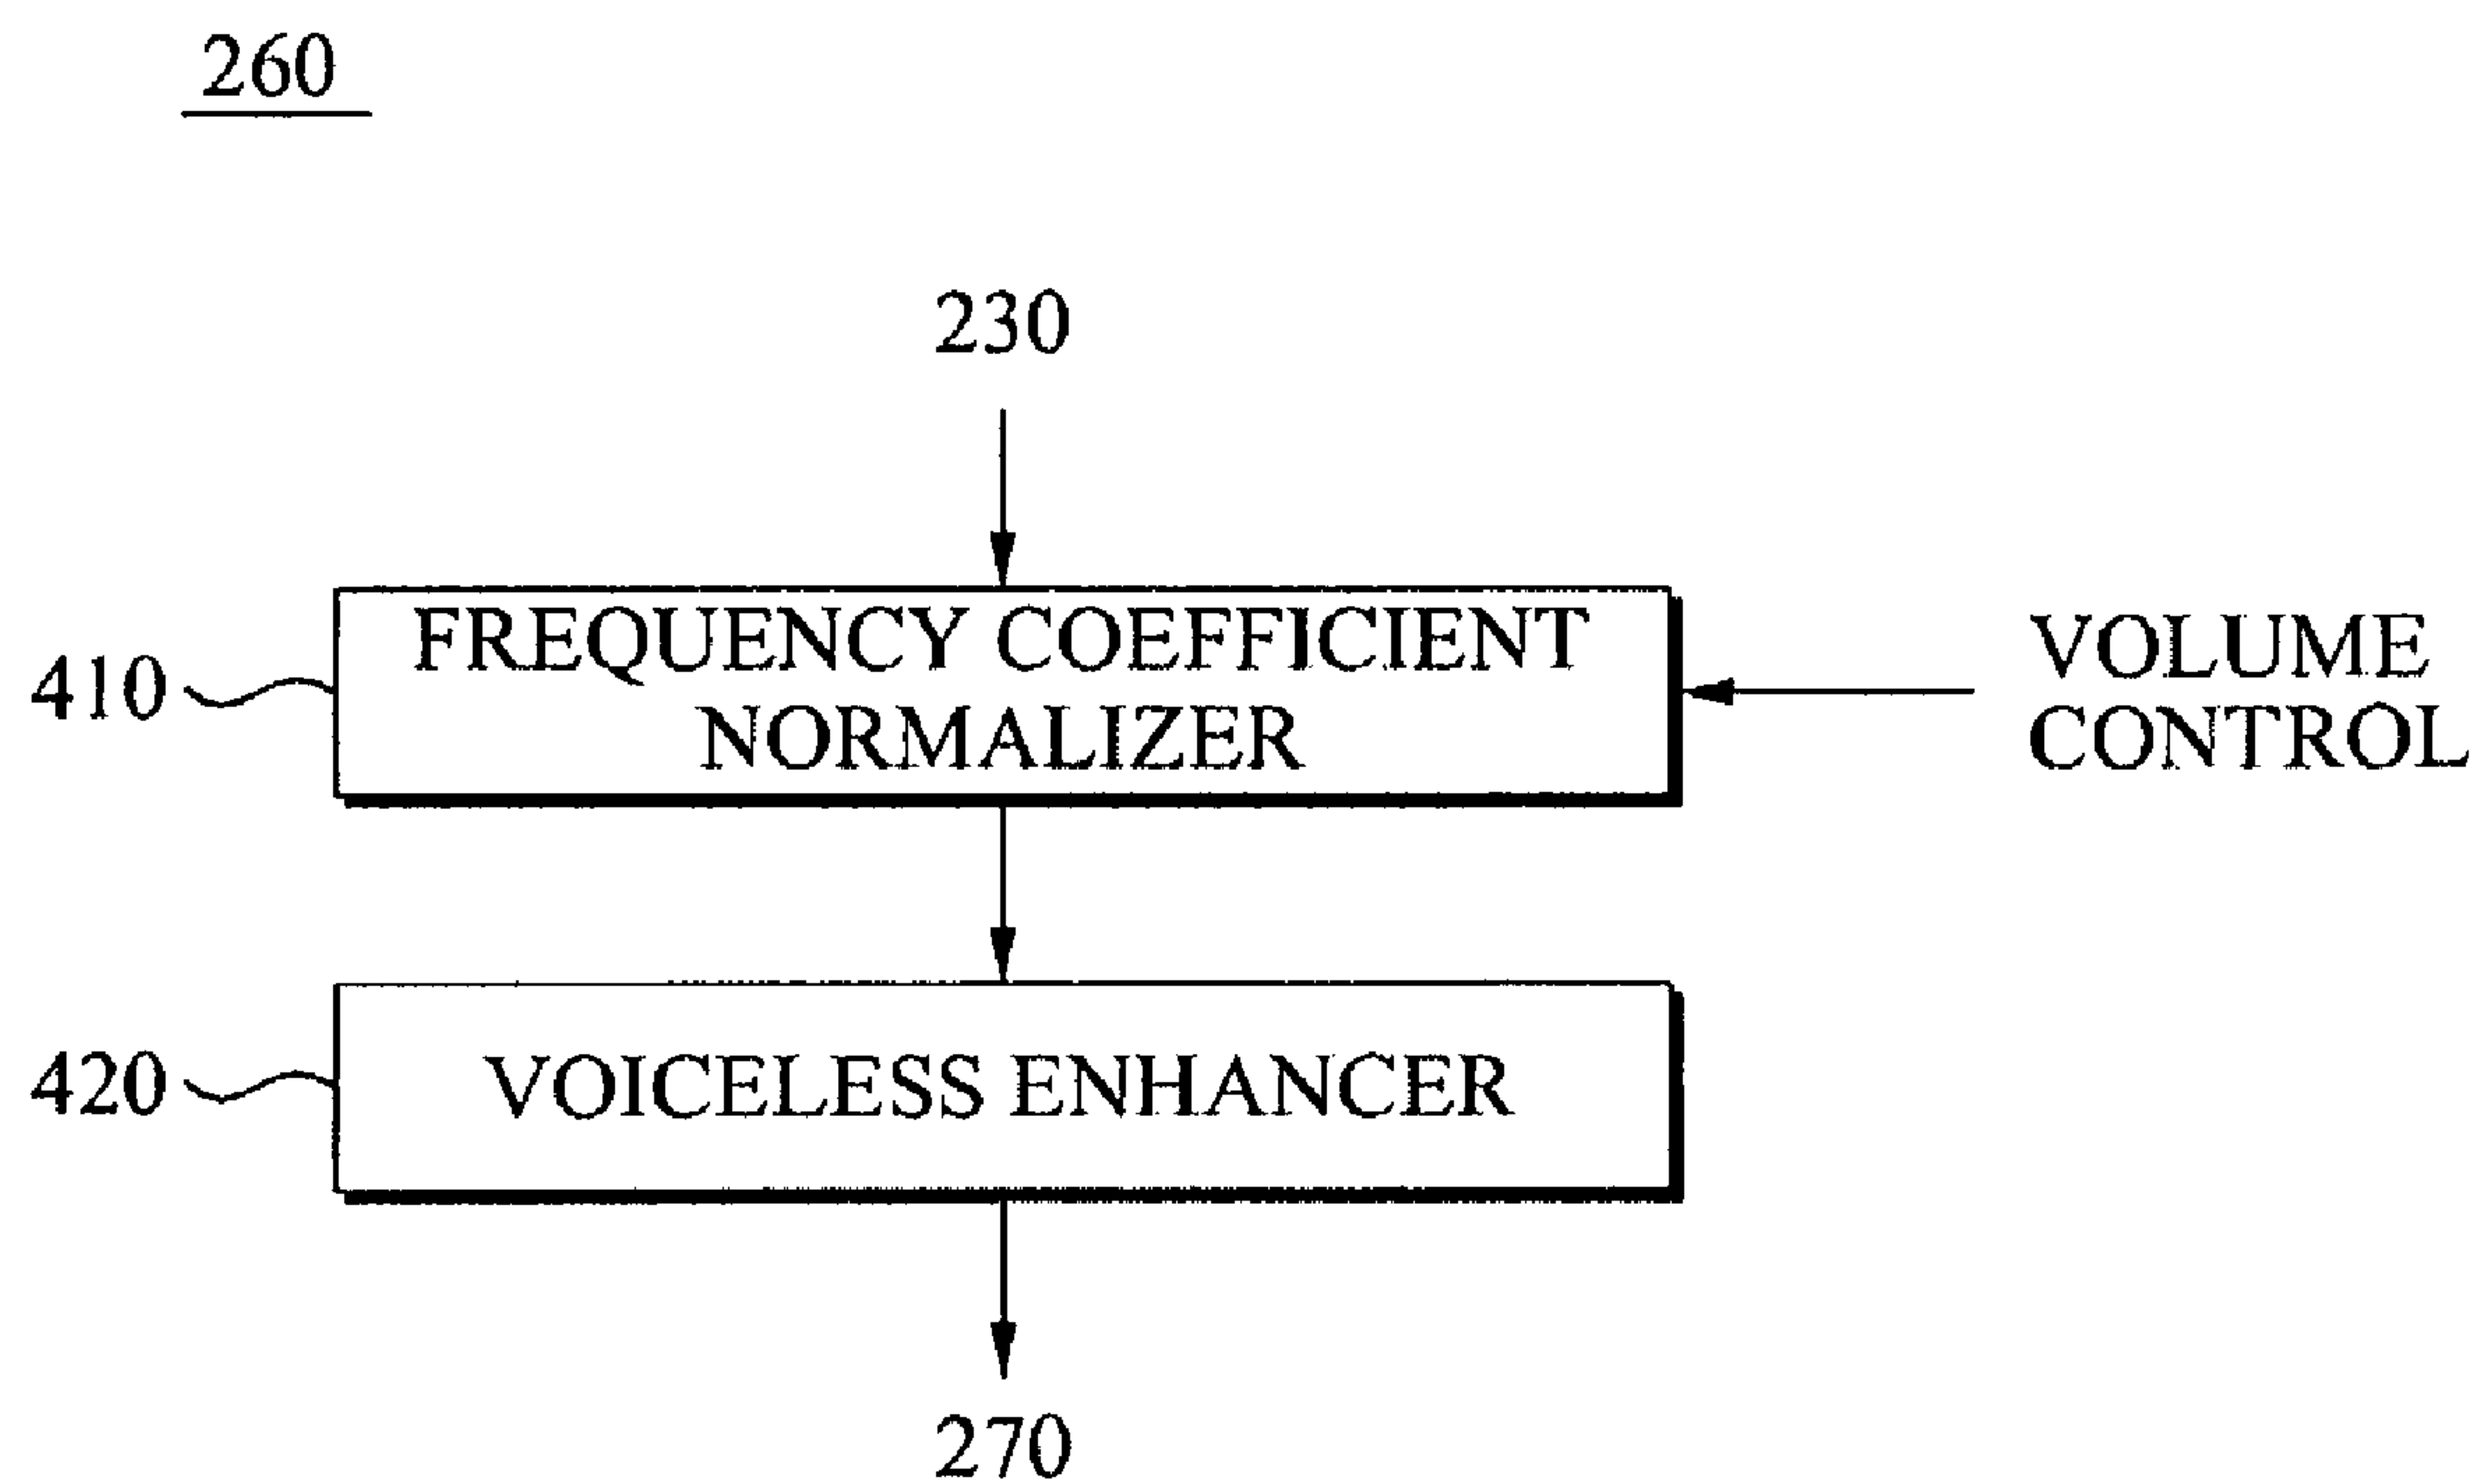 260
230
410
FREQUENCY COEFFICIENT
NORMALIZER
VOLUME
CONTROL
420
VOICELESS ENHANCER
270